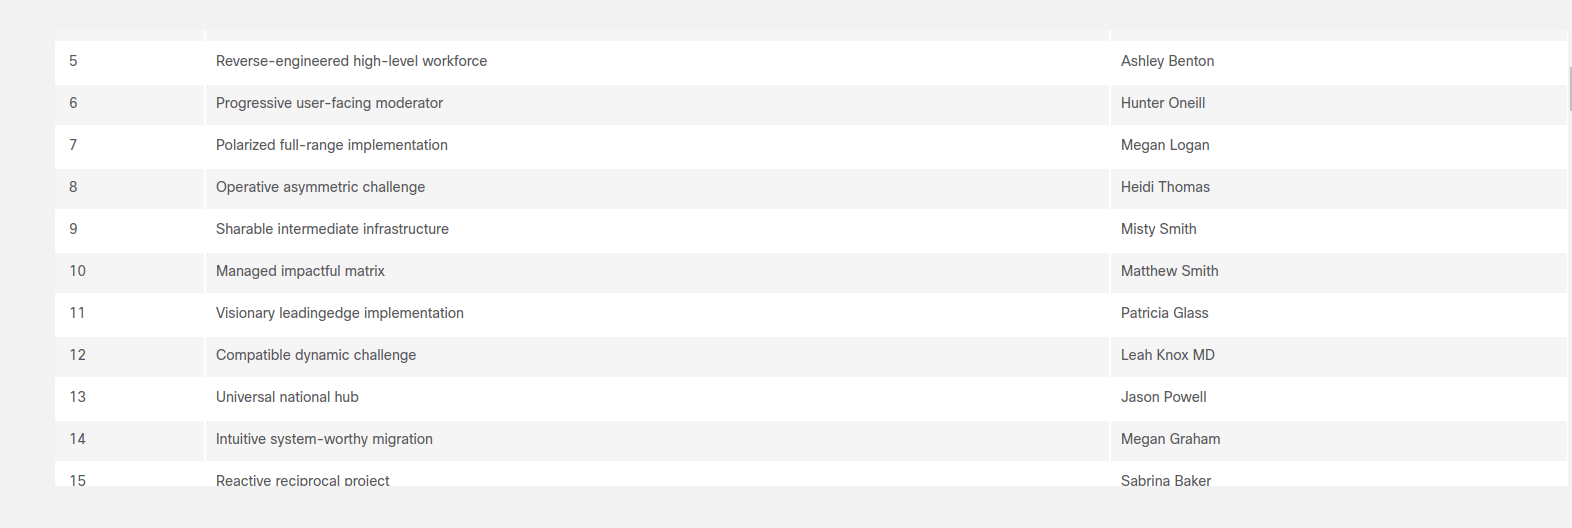 5 Reverse-engineered high-level workforce Ashley Benton
6 Progressive user-facing moderator Hunter Oneill
7 Polarized full-range implementation Megan Logan
8 Operative asymmetric challenge Heidi Thomas
9 Sharable intermediate infrastructure Misty Smith
10 Managed impactful matrix Matthew Smith
11 Visionary leadingedge implementation Patricia Glass
12 Compatible dynamic challenge Leah Knox MD
13 Universal national hub Jason Powell
14 Intuitive system-worthy migration Megan Graham
15 Reactive reciprocal project Sabrina Baker